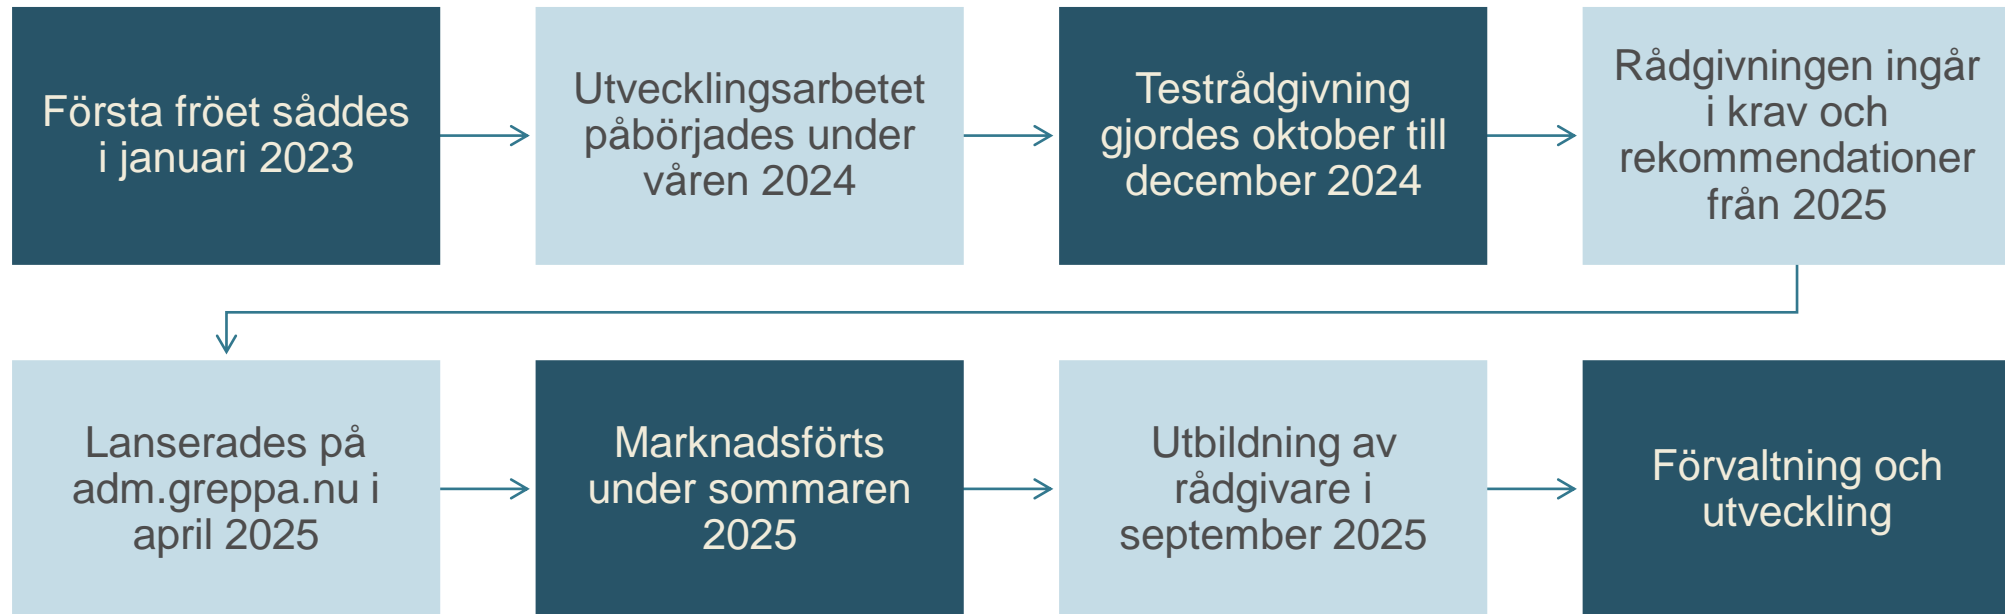 Första fröet såddes
i januari 2023
Utvecklingsarbetet
påbörjades under
våren 2024
Testrådgivning
gjordes oktober till
december 2024
Rådgivningen ingår
i krav och
rekommendationer
från 2025
Lanserades på
adm.greppa.nu i
april 2025
Marknadsförts
under sommaren
2025
Utbildning av
rådgivare i
september 2025
Förvaltning och
utveckling